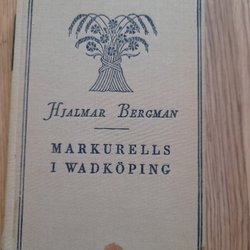 Hjalmar Bergman
MARKURELLS
I WADKÖPING